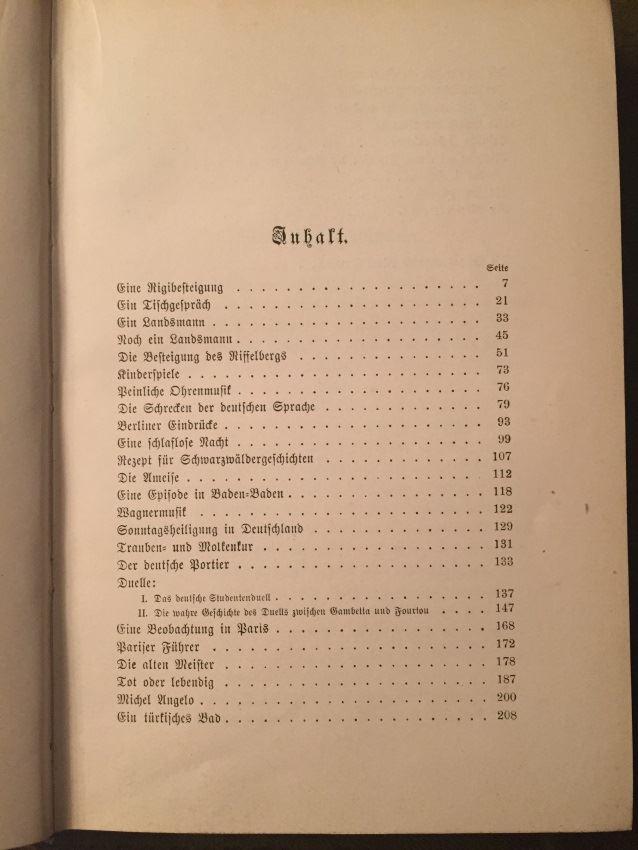 Inhalt.
Seite
Eine Rigibesteigung . . . . . . . . . . . . . . . . . . . . . 7
Ein Tischgespräch . . . . . . . . . . . . . . . . . . . . . . 21
Ein Landsmann . . . . . . . . . . . . . . . . . . . . . . . 33
Noch ein Landsmann . . . . . . . . . . . . . . . . . . . . . 45
Die Besteigung des Riffelbergs . . . . . . . . . . . . . . . . 51
Kinderspiele . . . . . . . . . . . . . . . . . . . . . . . . 73
Peinliche Ohrenmusik . . . . . . . . . . . . . . . . . . . . . 76
Die Schrecken der deutschen Sprache . . . . . . . . . . . . . . 79
Berliner Eindrücke . . . . . . . . . . . . . . . . . . . . . . 93
Eine schlaflose Nacht . . . . . . . . . . . . . . . . . . . . . 99
Rezept für Schwarzwäldergeschichten . . . . . . . . . . . . . . 107
Die Ameise . . . . . . . . . . . . . . . . . . . . . . . . . 112
Eine Episode in Baden-Baden . . . . . . . . . . . . . . . . . 118
Wagnermusik . . . . . . . . . . . . . . . . . . . . . . . . 122
Sonntagsheiligung in Deutschland . . . . . . . . . . . . . . . 129
Trauben- und Molkenkur . . . . . . . . . . . . . . . . . . . 131
Der deutsche Portier . . . . . . . . . . . . . . . . . . . . . 133
Duelle:
I. Das deutsche Studentenduell . . . . . . . . . . . . . . . . . 137
II. Die wahre Geschichte des Duells zwischen Gambetta und Fourtou . . . . 147
Eine Beobachtung in Paris . . . . . . . . . . . . . . . . . . 168
Pariser Führer . . . . . . . . . . . . . . . . . . . . . . . 172
Die alten Meister . . . . . . . . . . . . . . . . . . . . . . 178
Tot oder lebendig . . . . . . . . . . . . . . . . . . . . . . 187
Michel Angelo . . . . . . . . . . . . . . . . . . . . . . . 200
Ein türkisches Bad . . . . . . . . . . . . . . . . . . . . . . 208